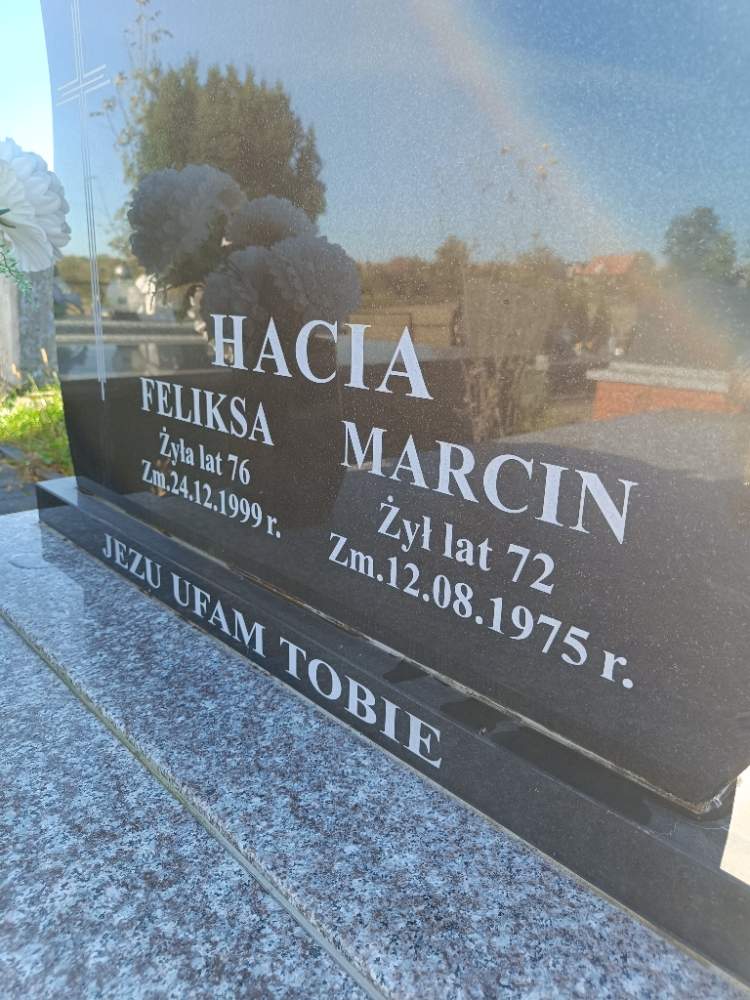 HACIA
FELIKSA
Żyła lat 76
Zm.24.12.1999 r.
MARCIN
Żył lat 72
Zm.12.08.1975 r.
JEZU UFAM TOBIE